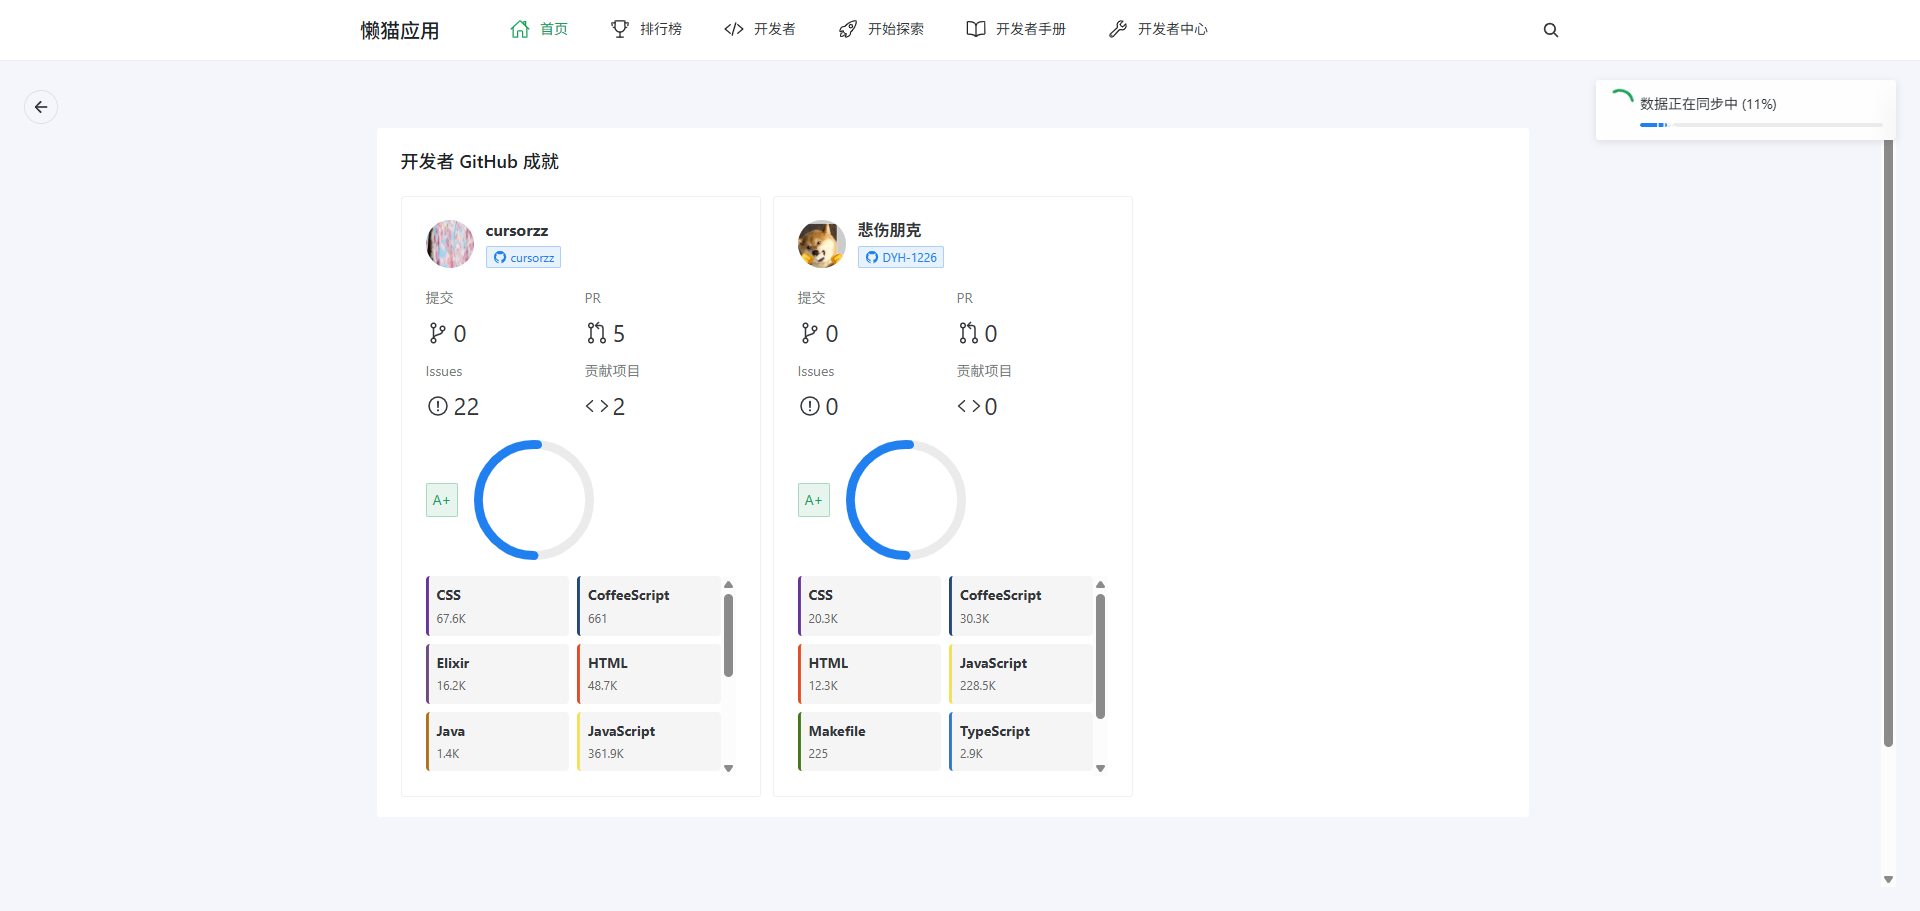 懒猫应用
首页
排行榜
开发者
开始探索
开发者手册
开发者中心
数据正在同步中 (11%)
开发者 GitHub 成就
cursorzz
cursorzz
提交
PR
0
5
Issues
贡献项目
22
2
A+
CSS
67.6K
CoffeeScript
661
Elixir
16.2K
HTML
48.7K
Java
1.4K
JavaScript
361.9K
悲伤朋克
DYH-1226
提交
PR
0
0
Issues
贡献项目
0
0
A+
CSS
20.3K
CoffeeScript
30.3K
HTML
12.3K
JavaScript
228.5K
Makefile
225
TypeScript
2.9K